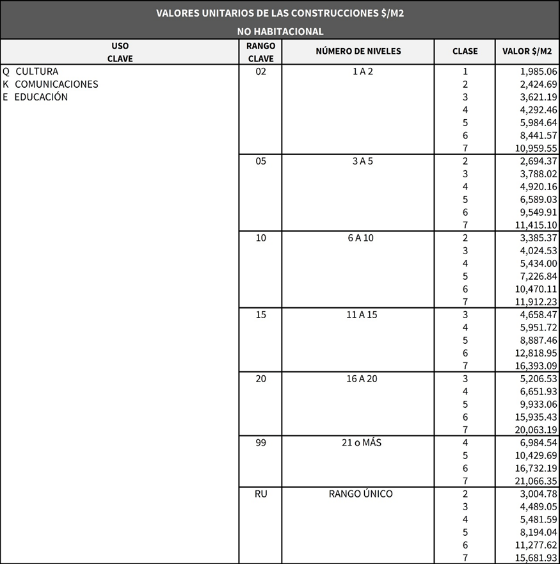 VALORES UNITARIOS DE LAS CONSTRUCCIONES $/M2
NO HABITACIONAL
USO CLAVE RANGO CLAVE NÚMERO DE NIVELES CLASE VALOR $/M2
Q CULTURA 02 1 A 2 1 1,985.06
K COMUNICACIONES 2 2,424.69
E EDUCACIÓN 3 3,621.19
4 4,292.46
5 5,984.64
6 8,441.57
7 10,959.55
05 3 A 5 2 2,694.37
3 3,788.02
4 4,920.16
5 6,589.03
6 9,549.91
7 11,415.10
10 6 A 10 2 3,385.37
3 4,024.53
4 5,434.00
5 7,226.84
6 10,470.11
7 11,912.23
15 11 A 15 3 4,658.47
4 5,951.72
5 8,887.46
6 12,818.95
7 16,393.09
20 16 A 20 3 5,206.53
4 6,651.93
5 9,933.06
6 15,935.43
7 20,063.19
99 21 o MÁS 4 6,984.54
5 10,429.69
6 16,732.19
7 21,066.35
RU RANGO ÚNICO 2 3,004.78
3 4,489.05
4 5,481.59
5 8,194.04
6 11,277.62
7 15,681.93